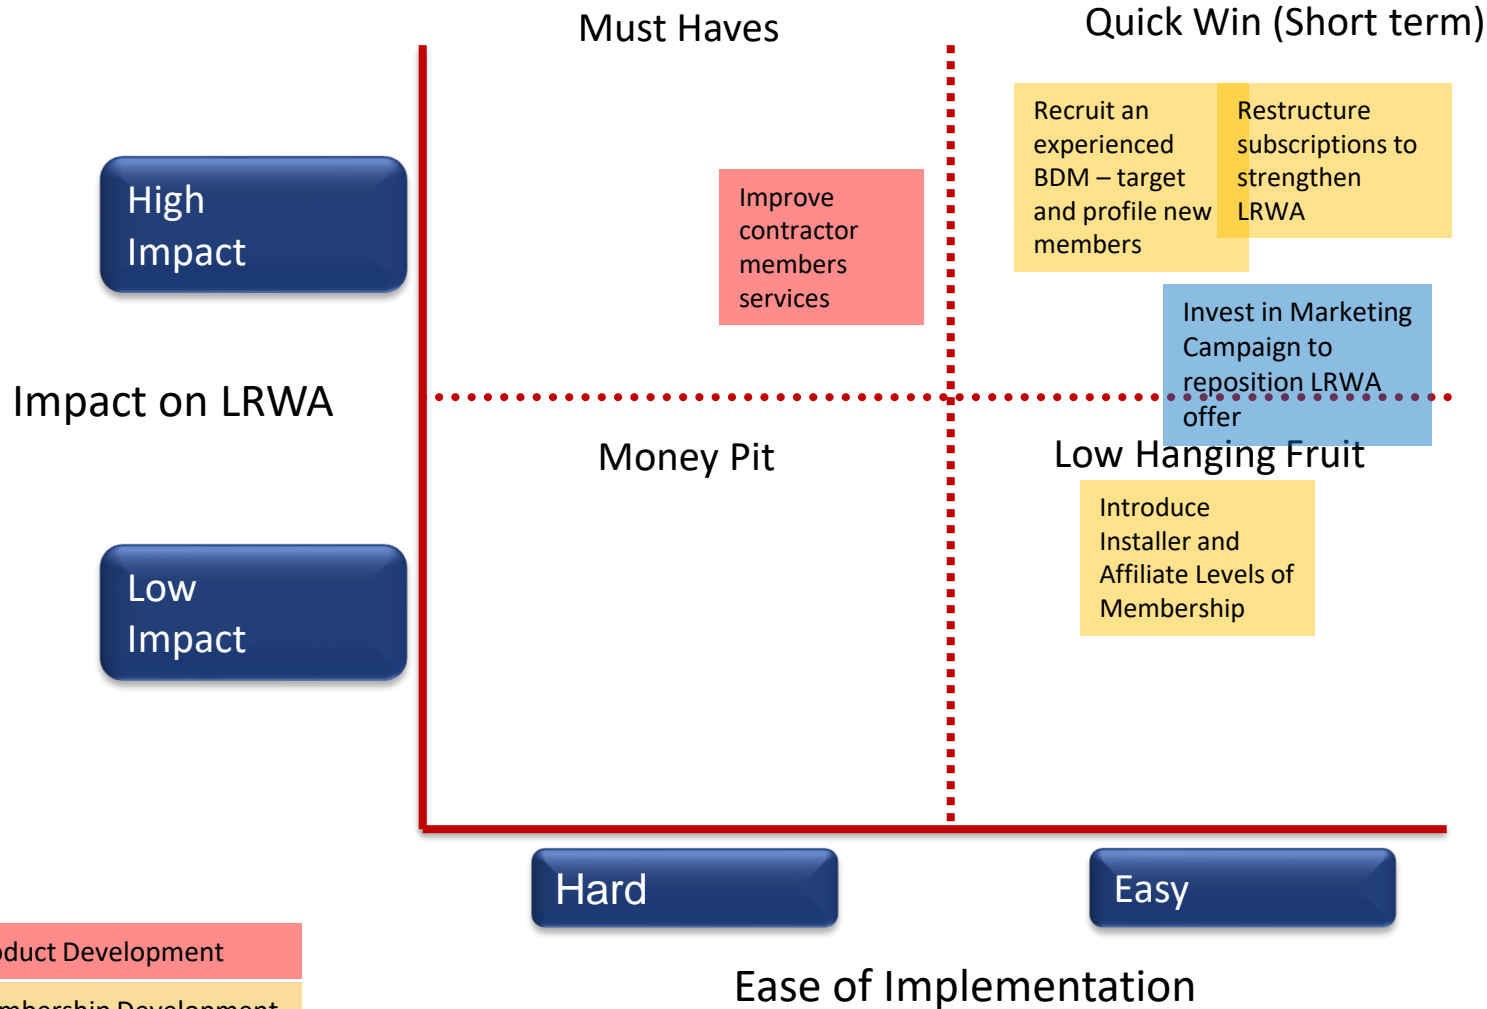 Must Haves
Quick Win (Short term)
Recruit an
experienced
BDM – target
and profile new
members
Restructure
subscriptions to
strengthen
LRWA
High
Impact
Improve
contractor
members
services
Invest in Marketing
Campaign to
reposition LRWA
offer
Impact on LRWA
Money Pit
Low Hanging Fruit
Introduce
Installer and
Affiliate Levels of
Membership
Low
Impact
Hard
Easy
Development
Development
Ease of Implementation